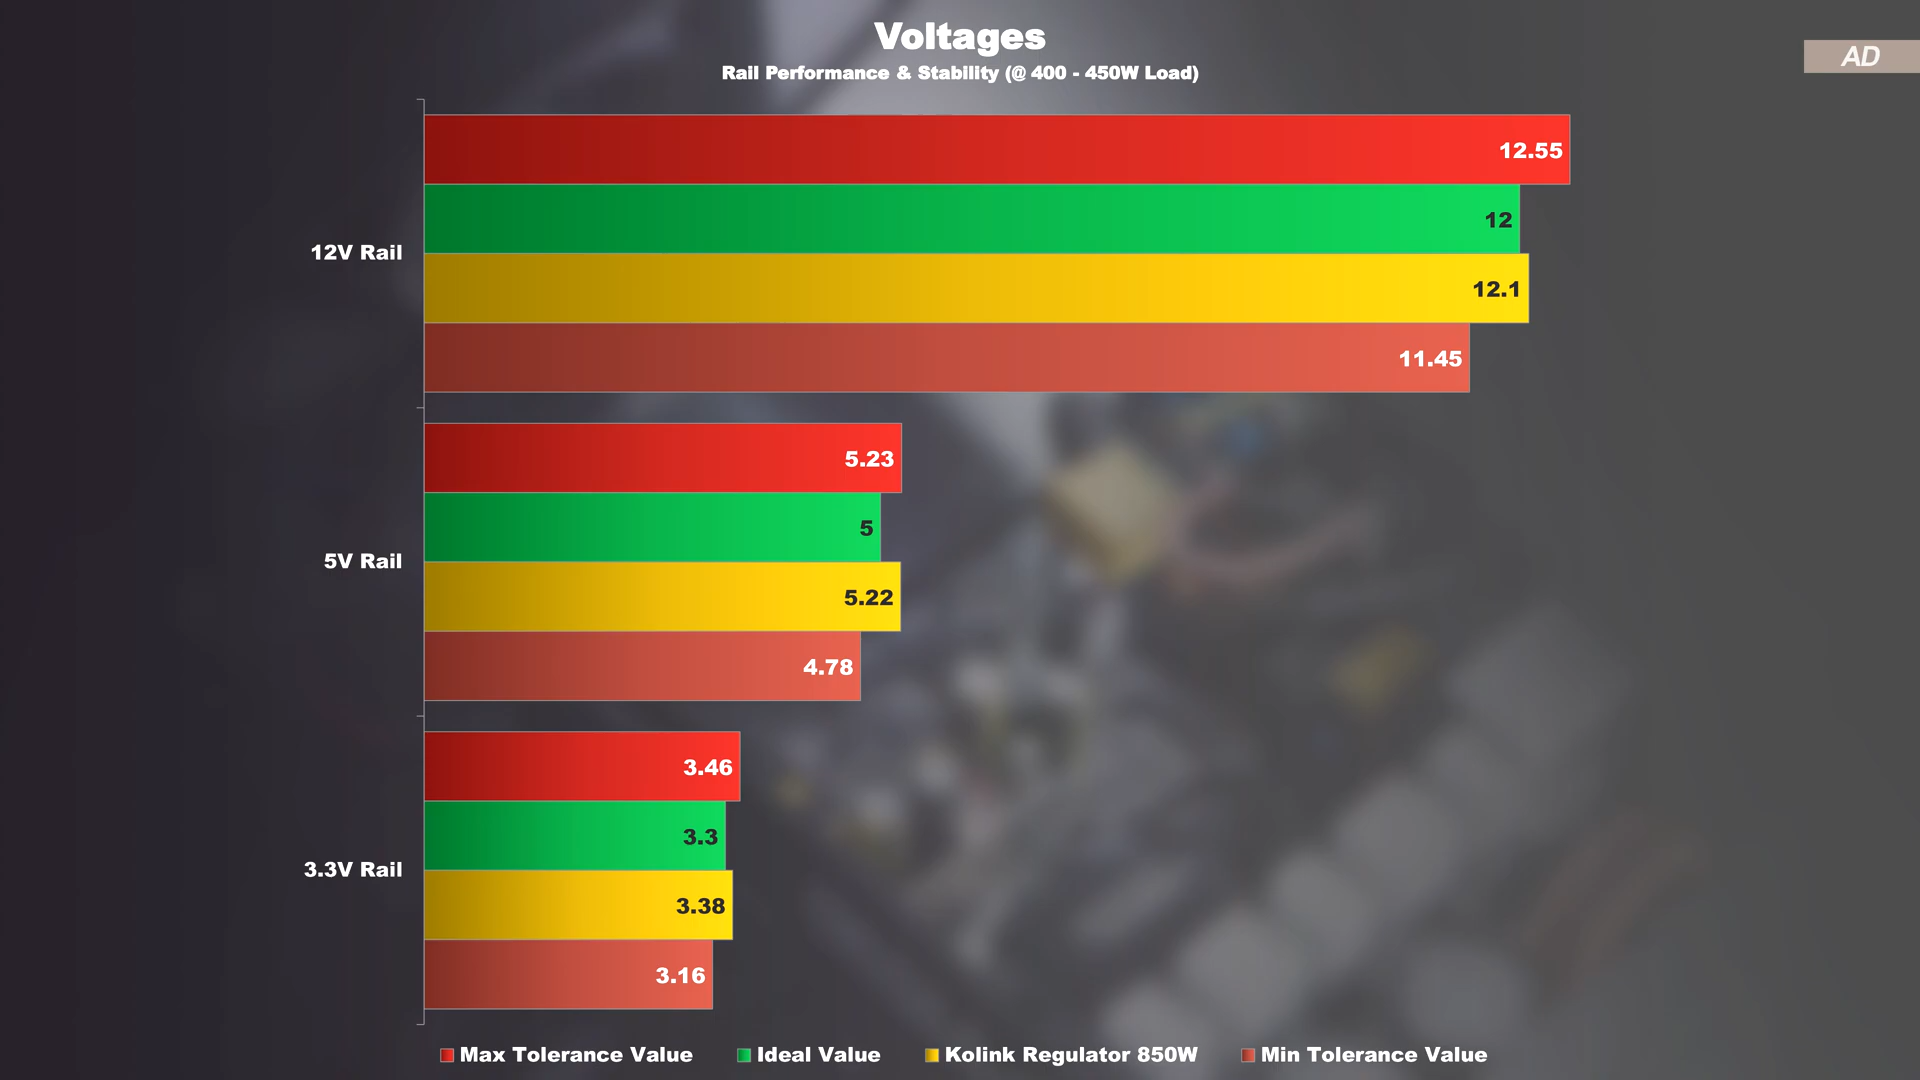 Voltages
Rail Performance & Stability (@ 400 - 450W Load)
AD
12V Rail
12.55
12
12.1
11.45
5V Rail
5.23
5
5.22
4.78
3.3V Rail
3.46
3.3
3.38
3.16
Max Tolerance Value
Ideal Value
Kolink Regulator 850W
Min Tolerance Value